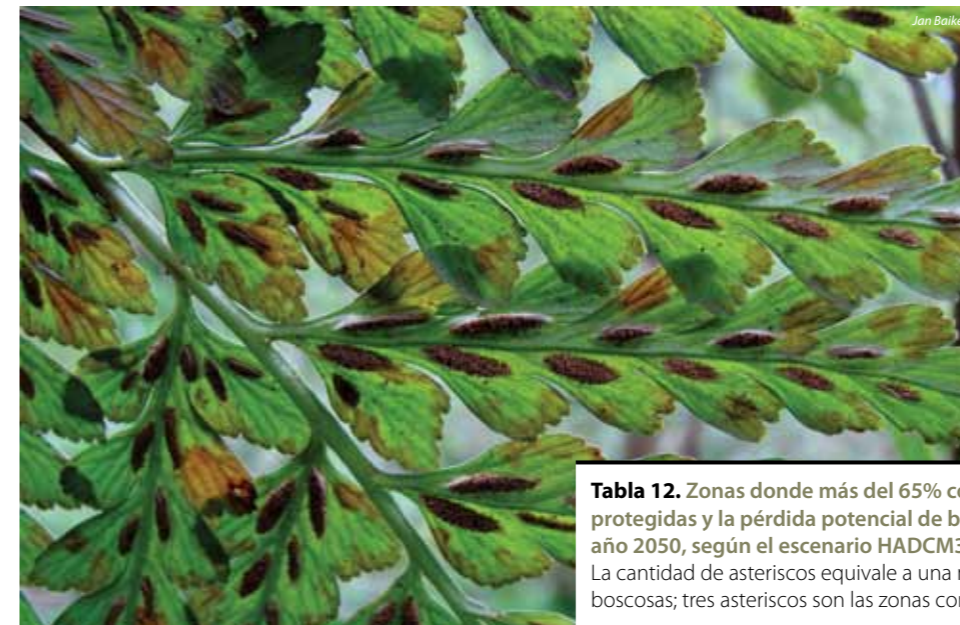 Jan Baike
Tabla 12. Zonas donde más del 65% co
protegidas y la pérdida potencial de b
año 2050, según el escenario HADCM3
La cantidad de asteriscos equivale a una
boscosas; tres asteriscos son las zonas con